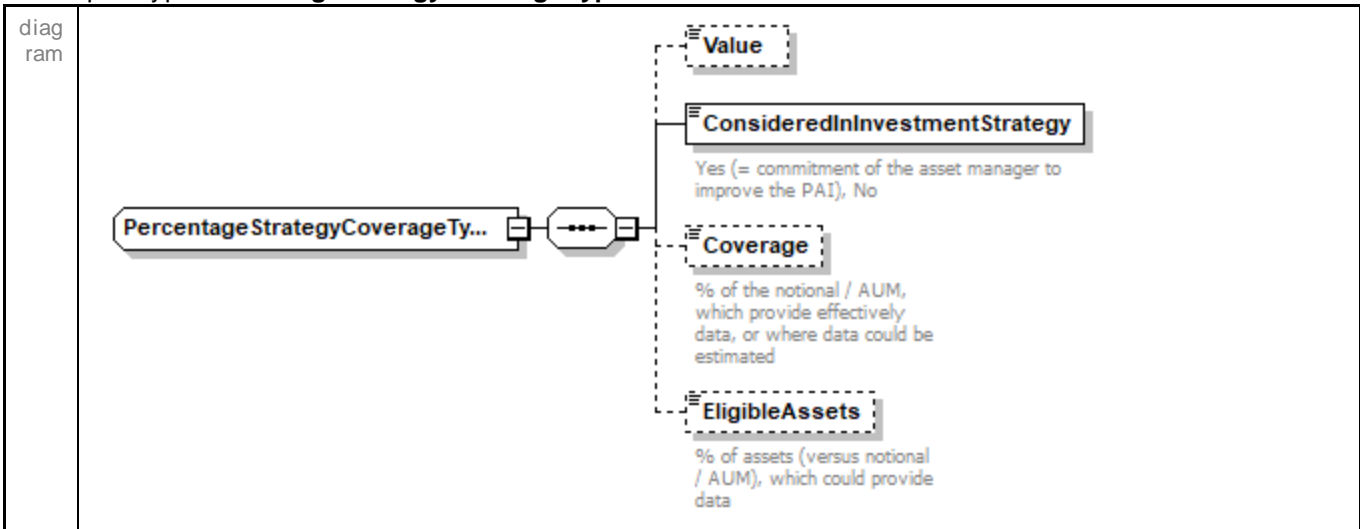 diag
ram
Value
ConsideredInInvestmentStrategy
Yes (= commitment of the asset manager to
improve the PAI), No
PercentageStrategyCoverageTy...
Coverage
% of the notional / AUM,
which provide effectively
data, or where data could be
estimated
EligibleAssets
% of assets (versus notional
/ AUM), which could provide
data